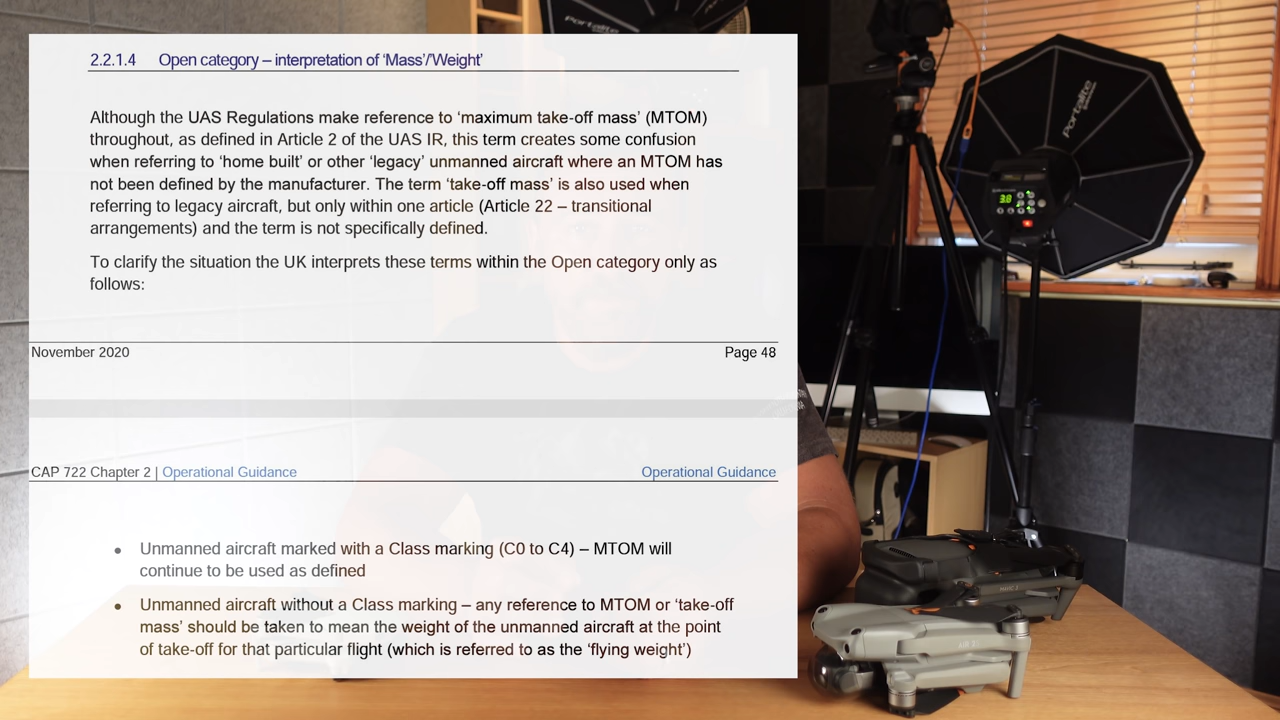 2.2.1.4 Open category – interpretation of ‘Mass’/‘Weight’
Although the UAS Regulations make reference to ‘maximum take-off mass’ (MTOM)
throughout, as defined in Article 2 of the UAS IR, this term creates some confusion
when referring to ‘home built’ or other ‘legacy’ unmanned aircraft where an MTOM has
not been defined by the manufacturer. The term ‘take-off mass’ is also used when
referring to legacy aircraft, but only within one article (Article 22 – transitional
arrangements) and the term is not specifically defined.
To clarify the situation the UK interprets these terms within the Open category only as
follows:
November 2020 Page 48
CAP 722 Chapter 2 | Operational Guidance Operational Guidance
• Unmanned aircraft marked with a Class marking (C0 to C4) – MTOM will
continue to be used as defined
• Unmanned aircraft without a Class marking – any reference to MTOM or ‘take-off
mass’ should be taken to mean the weight of the unmanned aircraft at the point
of take-off for that particular flight (which is referred to as the ‘flying weight’)
Portalite
Portalite
3.8
AIR 2S